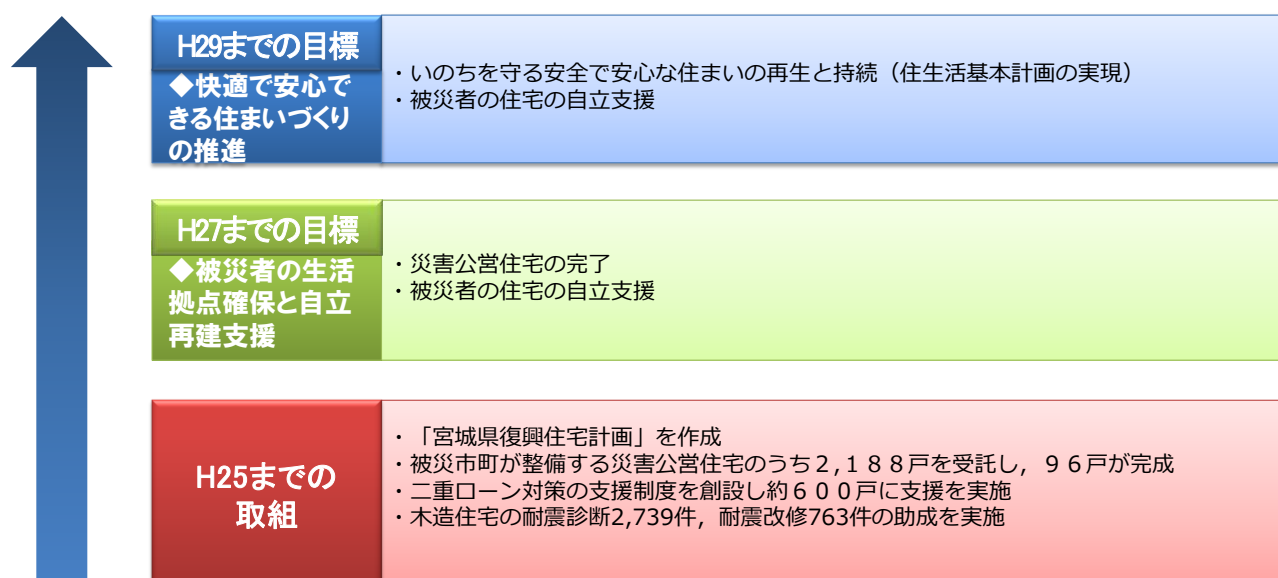 H29までの目標
◆快適で安心で
きる住まいづくり
の推進
・いのちを守る安全で安心な住まいの再生と持続（住生活基本計画の実現）
・被災者の住宅の自立支援
H27までの目標
◆被災者の生活
拠点確保と自立
再建支援
・災害公営住宅の完了
・被災者の住宅の自立支援
H25までの
取組
・「宮城県復興住宅計画」を作成
・被災市町が整備する災害公営住宅のうち２,１８８戸を受託し，９６戸が完成
・二重ローン対策の支援制度を創設し約６００戸に支援を実施
・木造住宅の耐震診断2,739件，耐震改修763件の助成を実施